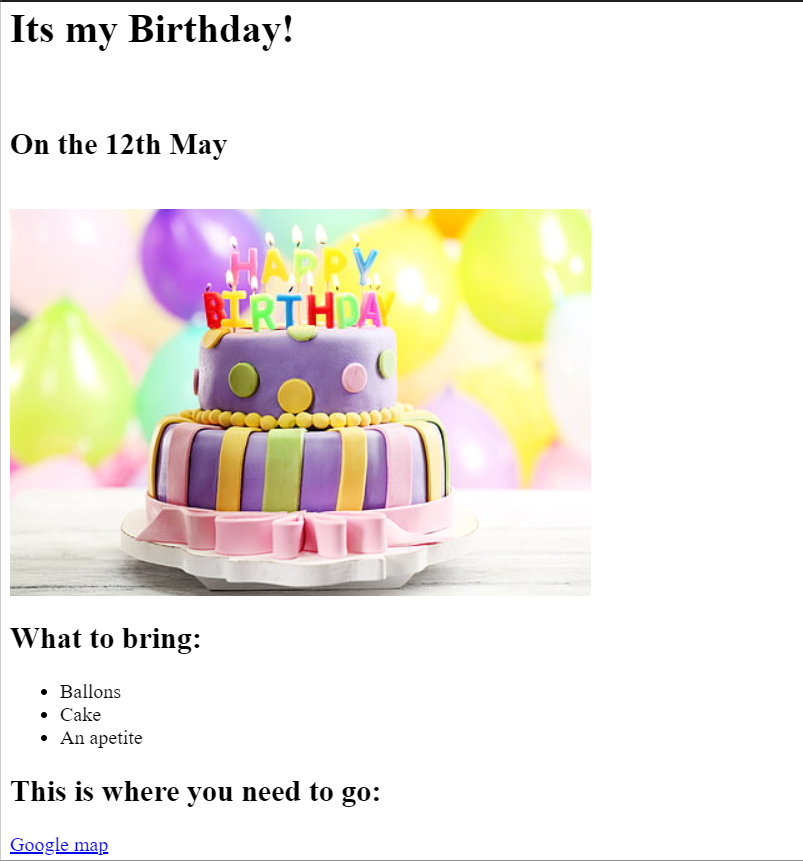 Its my Birthday!
On the 12th May
HAPPY
BIRTHDAY
What to bring:
Ballons
Cake
An apetite
This is where you need to go:
Google map